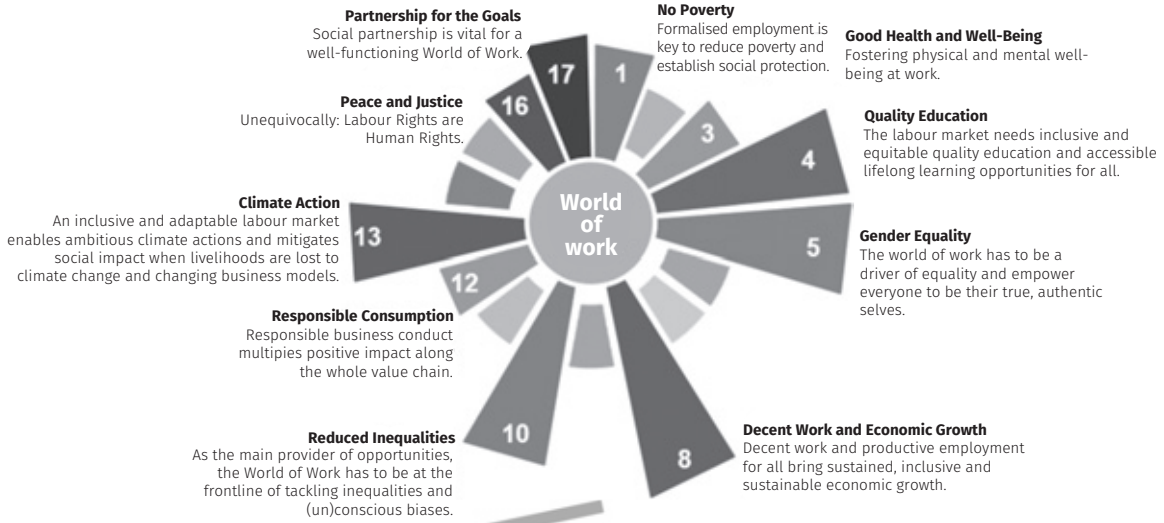 Partnership for the Goals
Social partnership is vital for a
well-functioning World of Work.
No Poverty
Formalised employment is
key to reduce poverty and
establish social protection.
Good Health and Well-Being
Fostering physical and mental well-
being at work.
17
1
Peace and Justice
Unequivocally: Labour Rights are
Human Rights.
16
3
Quality Education
The labour market needs inclusive and
equitable quality education and accessible
lifelong learning opportunities for all.
4
World
of
work
Climate Action
An inclusive and adaptable labour market
enables ambitious climate actions and mitigates
social impact when livelihoods are lost to
climate change and changing business models.
13
5
Gender Equality
The world of work has to be a
driver of equality and empower
everyone to be their true, authentic
selves.
12
Responsible Consumption
Responsible business conduct
multipies positive impact along
the whole value chain.
10
8
Reduced Inequalities
As the main provider of opportunities,
the World of Work has to be at the
frontline of tackling inequalities and
(un)conscious biases.
Decent Work and Economic Growth
Decent work and productive employment
for all bring sustained, inclusive and
sustainable economic growth.